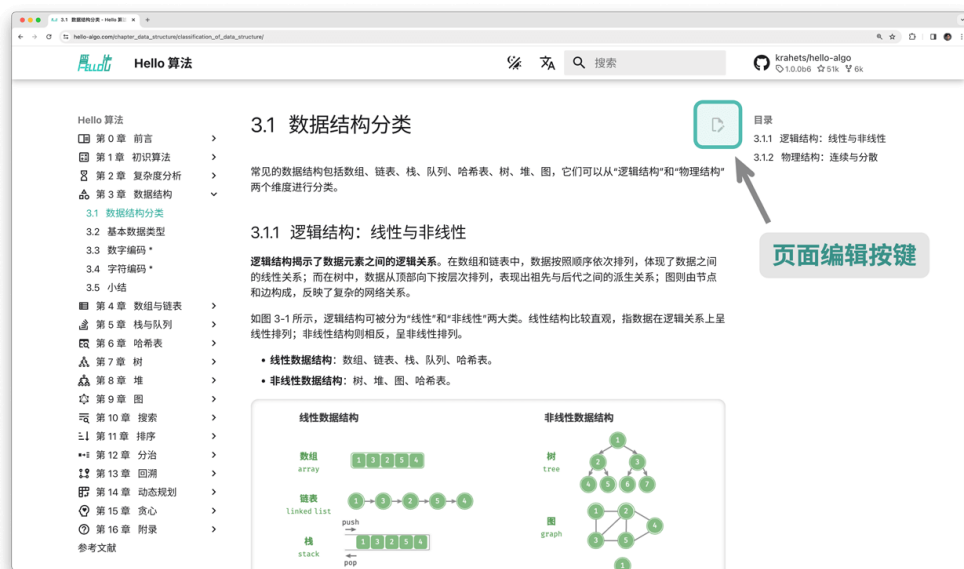 3.1 数据结构分类 - Hello 算法
hello-algo.com/chapter_data_structure/classification_of_data_structure/
HELLO算法
Hello 算法
搜索
krahets/hello-algo
1.0.0b6 51k 6k
Hello 算法
第 0 章 前言
第 1 章 初识算法
第 2 章 复杂度分析
第 3 章 数据结构
3.1 数据结构分类
3.2 基本数据类型
3.3 数字编码 *
3.4 字符编码 *
3.5 小结
第 4 章 数组与链表
第 5 章 栈与队列
第 6 章 哈希表
第 7 章 树
第 8 章 堆
第 9 章 图
第 10 章 搜索
第 11 章 排序
第 12 章 分治
第 13 章 回溯
第 14 章 动态规划
第 15 章 贪心
第 16 章 附录
参考文献
3.1 数据结构分类
常见的数据结构包括数组、链表、栈、队列、哈希表、树、堆、图，它们可以从“逻辑结构”和“物理结构”
两个维度进行分类。
3.1.1 逻辑结构：线性与非线性
逻辑结构揭示了数据元素之间的逻辑关系。在数组和链表中，数据按照顺序依次排列，体现了数据之间
的线性关系；而在树中，数据从顶部向下按层次排列，表现出祖先与后代之间的派生关系；图则由节点
和边构成，反映了复杂的网络关系。
如图 3-1 所示，逻辑结构可被分为“线性”和“非线性”两大类。线性结构比较直观，指数据在逻辑关系上呈
线性排列；非线性结构则相反，呈非线性排列。
• 线性数据结构：数组、链表、栈、队列、哈希表。
• 非线性数据结构：树、堆、图、哈希表。
线性数据结构
数组
array
1 3 2 5 4
链表
linked list
1 3 2 5 4
栈
stack
push
1 3 2 5 4
pop
非线性数据结构
树
tree
1
2 3
4 5 6 7
图
graph
1 2
4
3 5
1
目录
3.1.1 逻辑结构：线性与非线性
3.1.2 物理结构：连续与分散
页面编辑按键